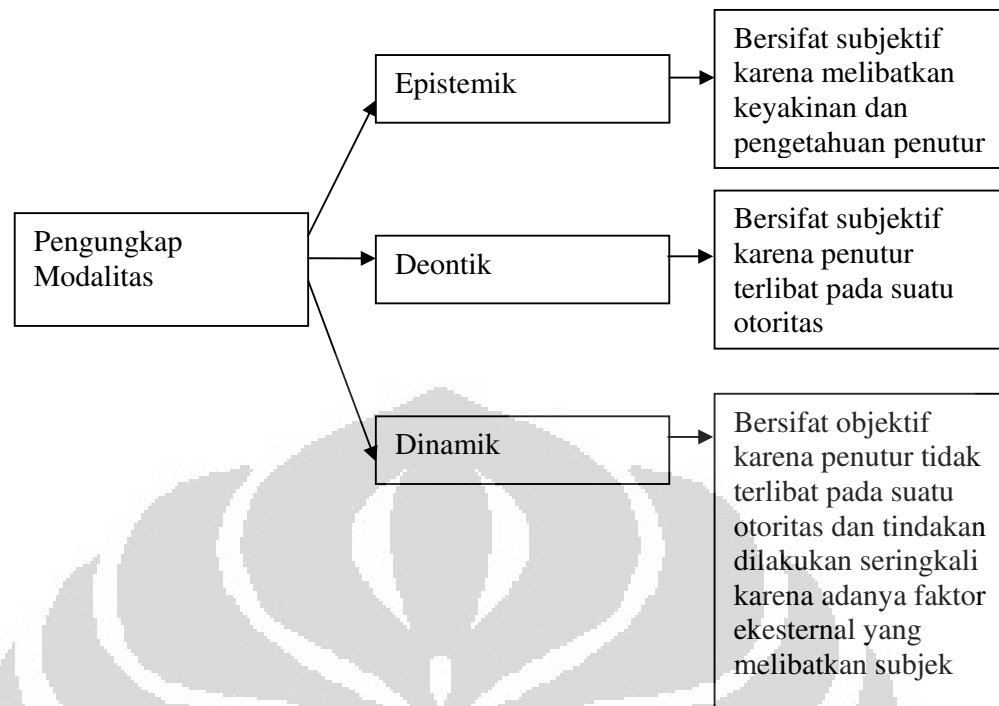 Pengungkap
Modalitas
Epistemik
Bersifat subjektif
karena melibatkan
keyakinan dan
pengetahuan penutur
Deontik
Bersifat subjektif
karena penutur
terlibat pada suatu
otoritas
Dinamik
Bersifat objektif
karena penutur tidak
terlibat pada suatu
otoritas dan tindakan
dilakukan seringkali
karena adanya faktor
ekesternal yang
melibatkan subjek